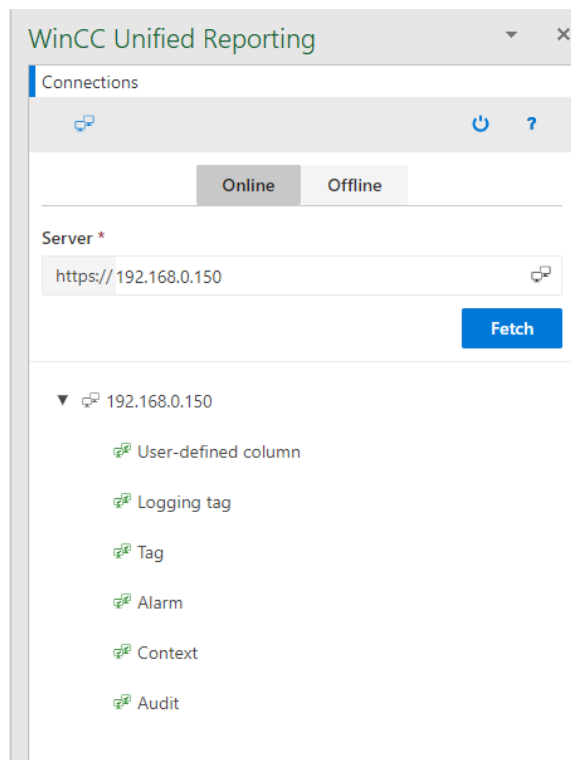 WinCC Unified Reporting
Connections
?
Online Offline
Server *
https:// 192.168.0.150
Fetch
192.168.0.150
User-defined column
Logging tag
Tag
Alarm
Context
Audit